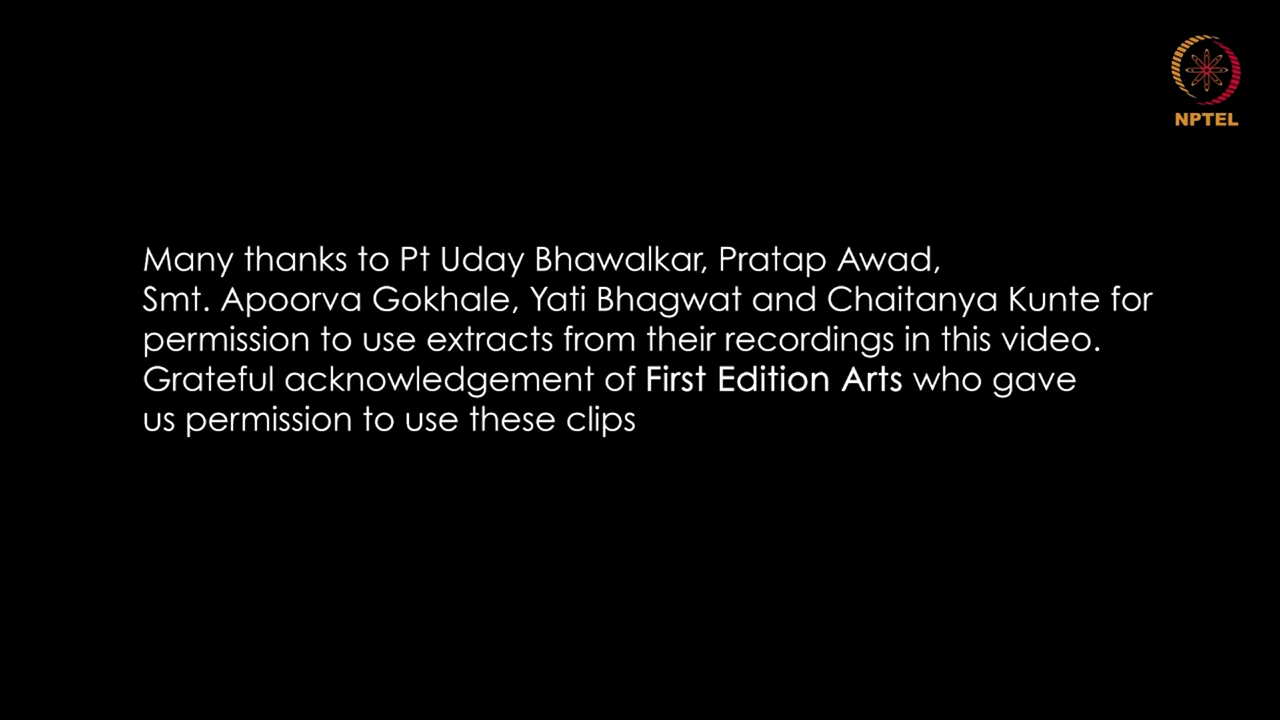 NPTEL
Many thanks to Pt Uday Bhawalkar, Pratap Awad,
Smt. Apoorva Gokhale, Yati Bhagwat and Chaitanya Kunte for
permission to use extracts from their recordings in this video.
Grateful acknowledgement of First Edition Arts who gave
us permission to use these clips